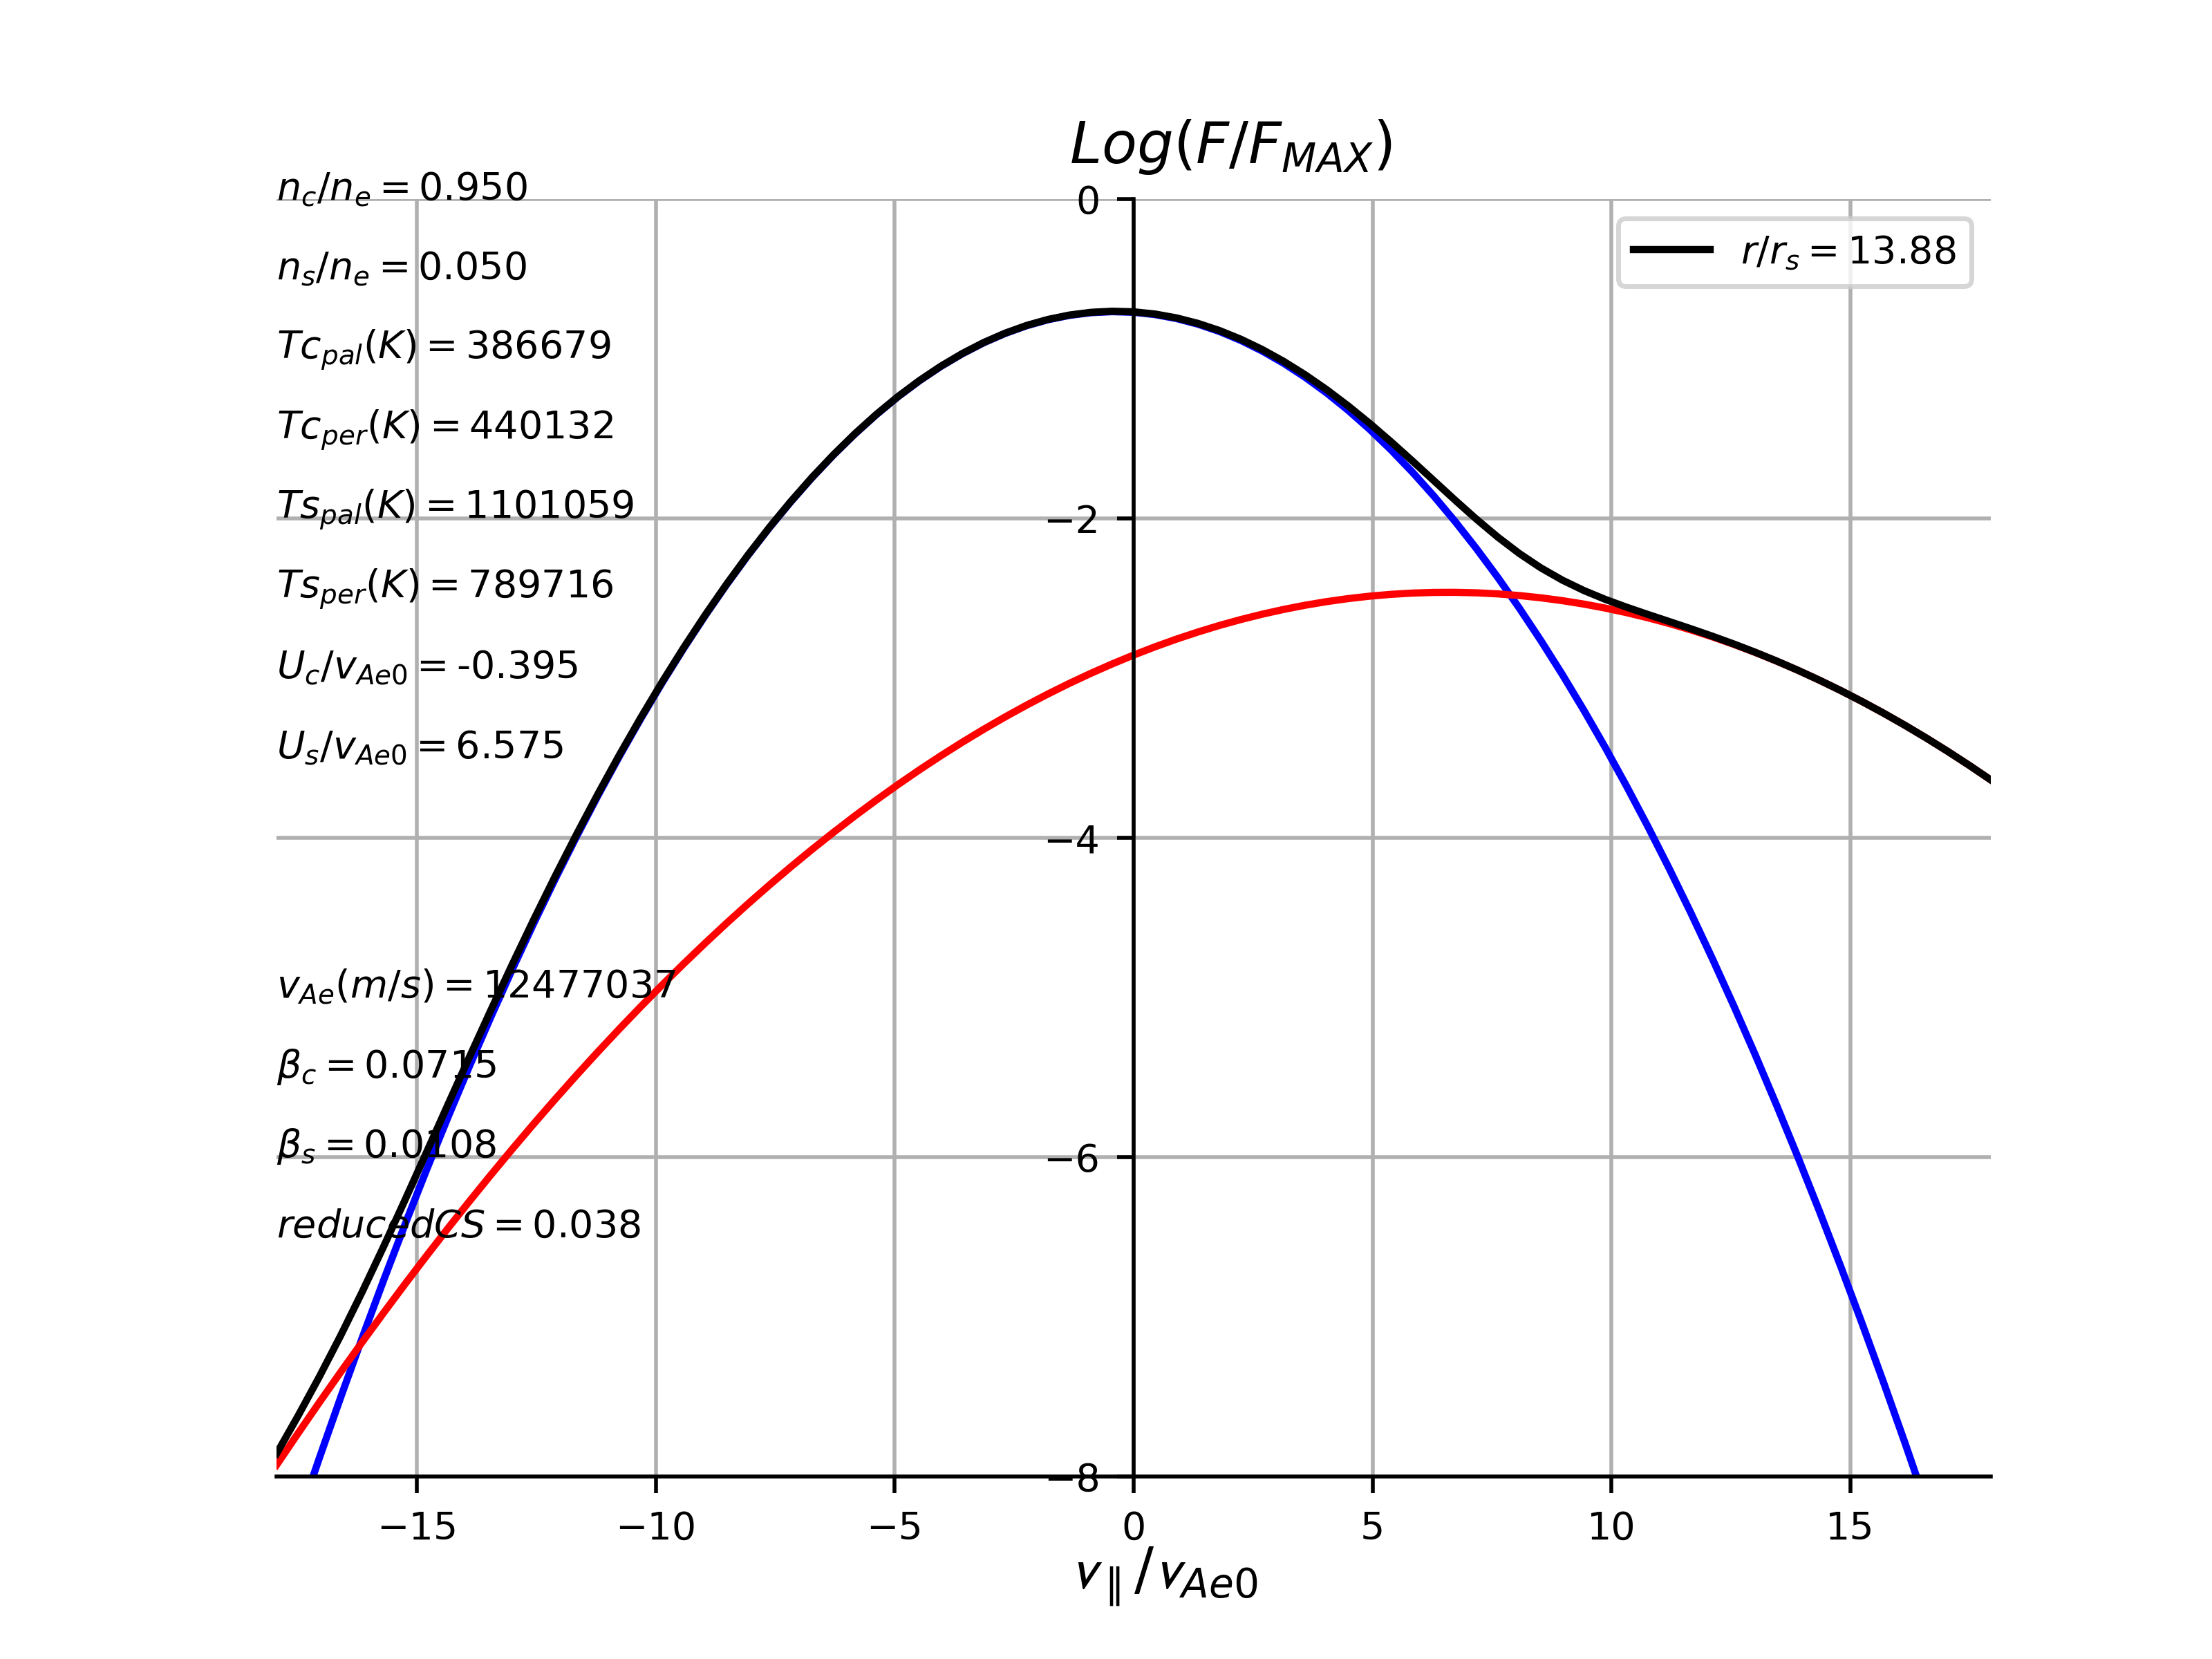 Log(F/F_MAX)
n_c/n_e = 0.950
0
r/r_s = 13.88
n_s/n_e = 0.050
Tc_pal(K) = 386679
Tc_per(K) = 440132
Ts_pal(K) = 1101059
−2
Ts_per(K) = 789716
U_c/v_Ae0 = -0.395
U_s/v_Ae0 = 6.575
−4
v_Ae(m/s) = 12477037
β_c = 0.0715
β_s = 0.0108
−6
reducedCS = 0.038
−8
−15 −10 −5 0 5 10 15
v_∥/v_Ae0